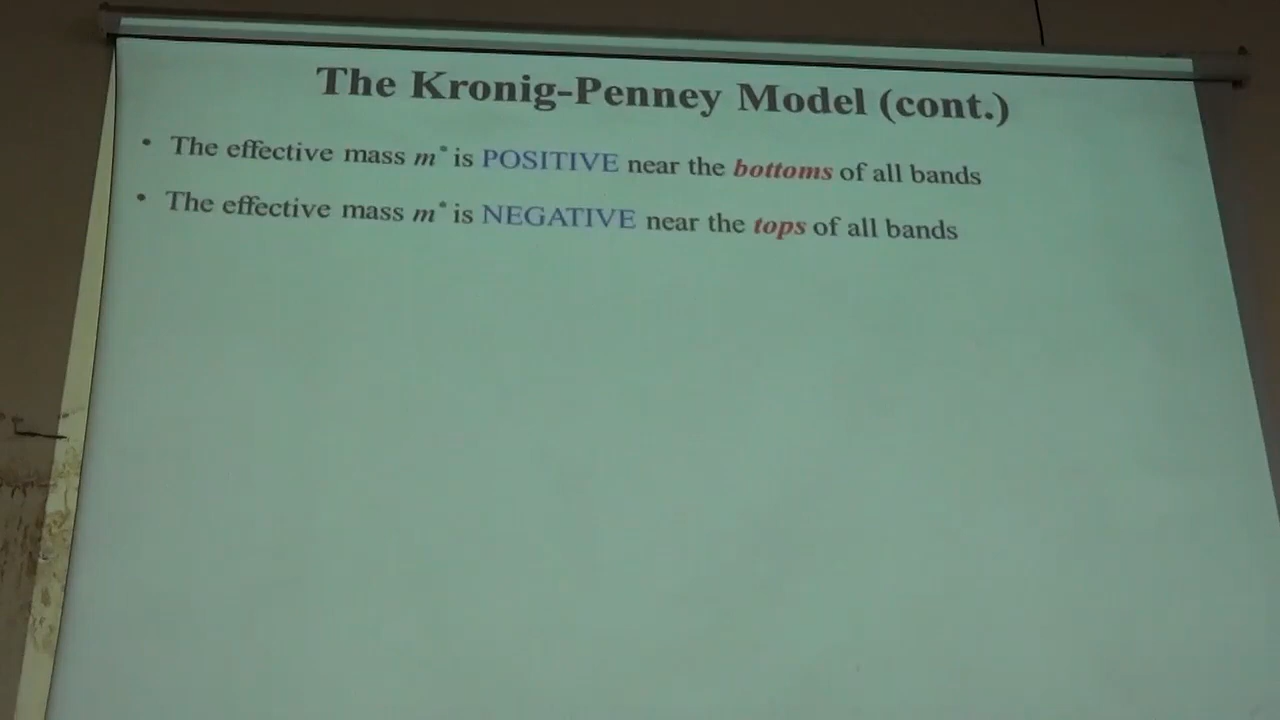 The Kronig-Penney Model (cont.)
• The effective mass m* is POSITIVE near the bottoms of all bands
• The effective mass m* is NEGATIVE near the tops of all bands